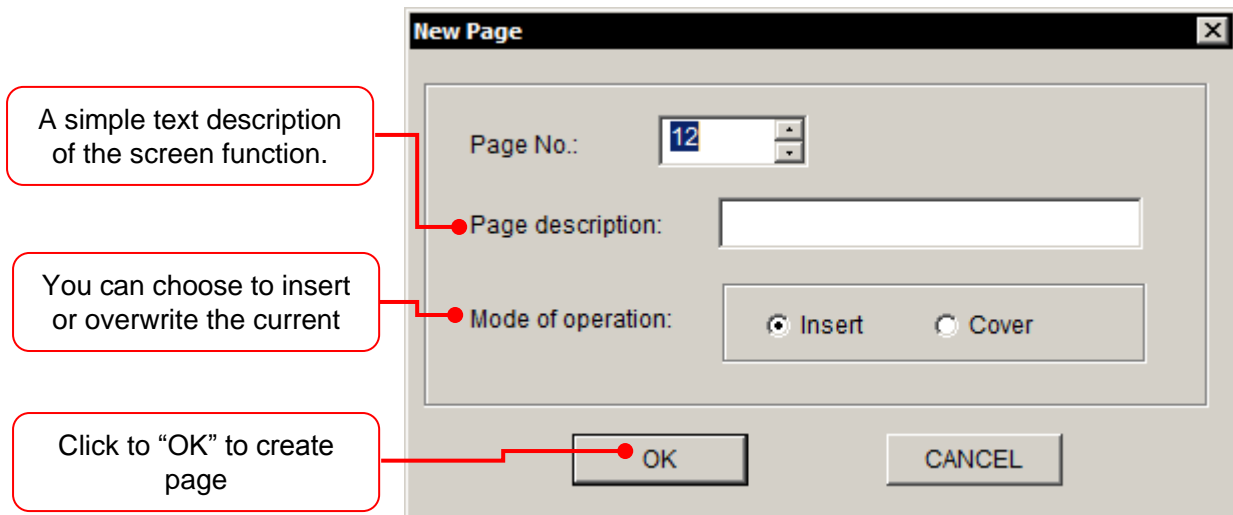 New Page
A simple text description
of the screen function.
Page No.:
12
Page description:
You can choose to insert
or overwrite the current
Mode of operation:
Insert
Cover
Click to “OK” to create
page
OK
CANCEL